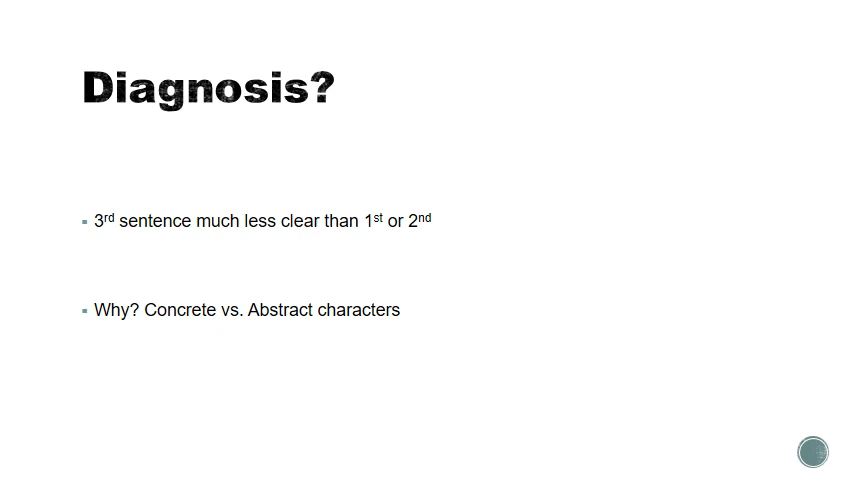 Diagnosis?
▪ 3rd sentence much less clear than 1st or 2nd
▪ Why? Concrete vs. Abstract characters